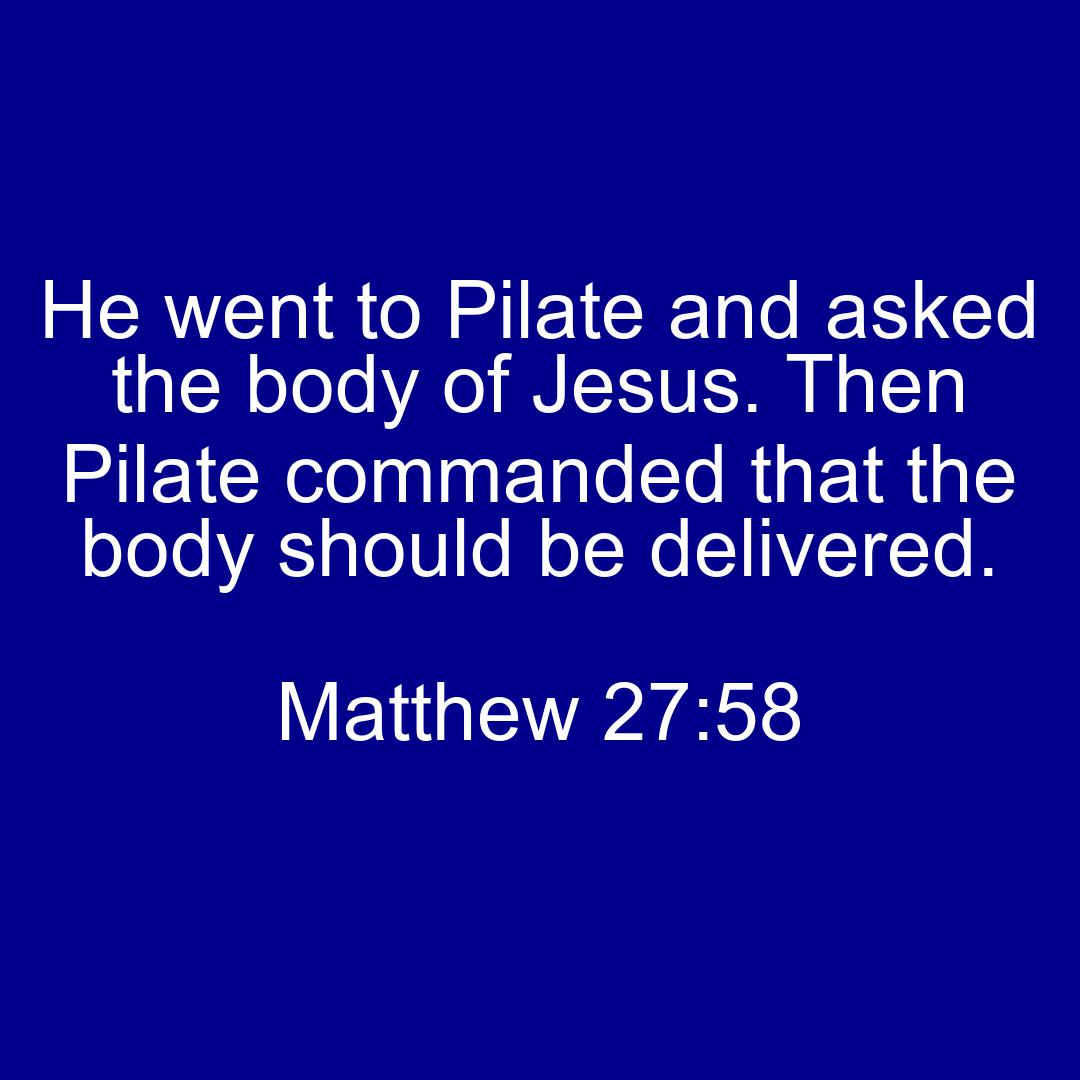 He went to Pilate and asked
the body of Jesus. Then
Pilate commanded that the
body should be delivered.
Matthew 27:58